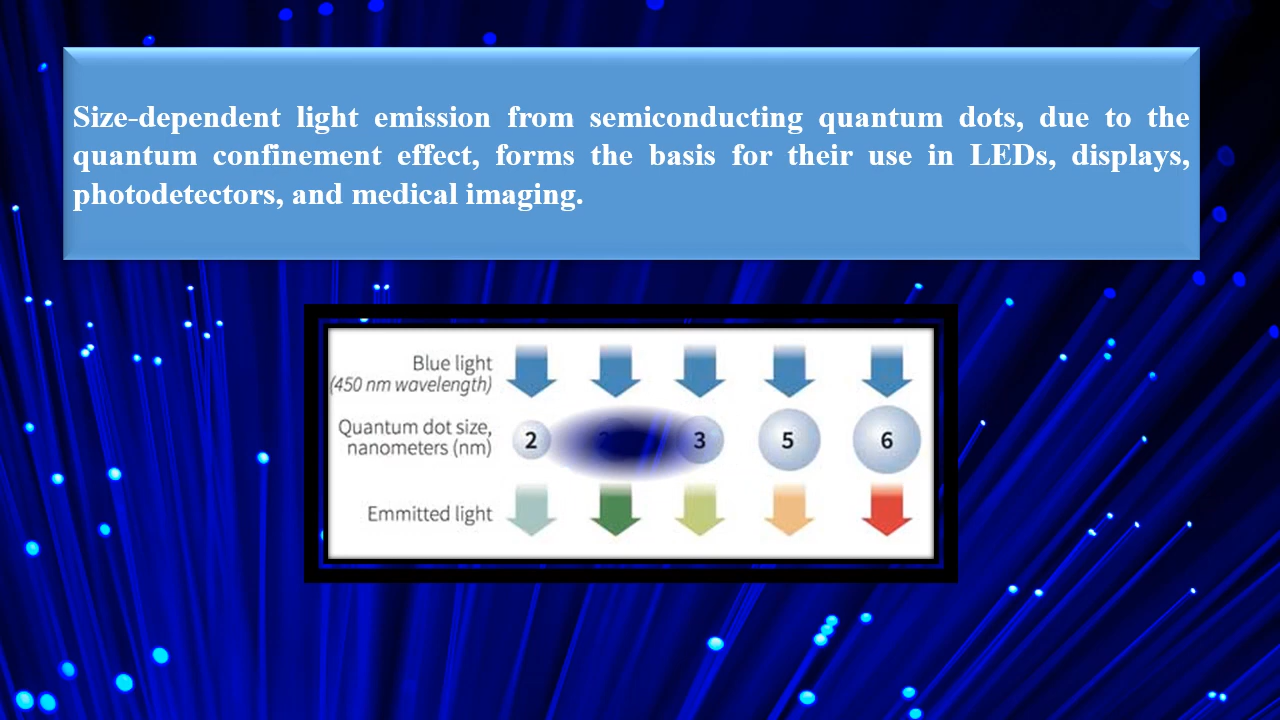 Size-dependent light emission from semiconducting quantum dots, due to the
quantum confinement effect, forms the basis for their use in LEDs, displays,
photodetectors, and medical imaging.
Blue light
(450 nm wavelength)
Quantum dot size,
nanometers (nm)
2 3 5 6
Emmitted light